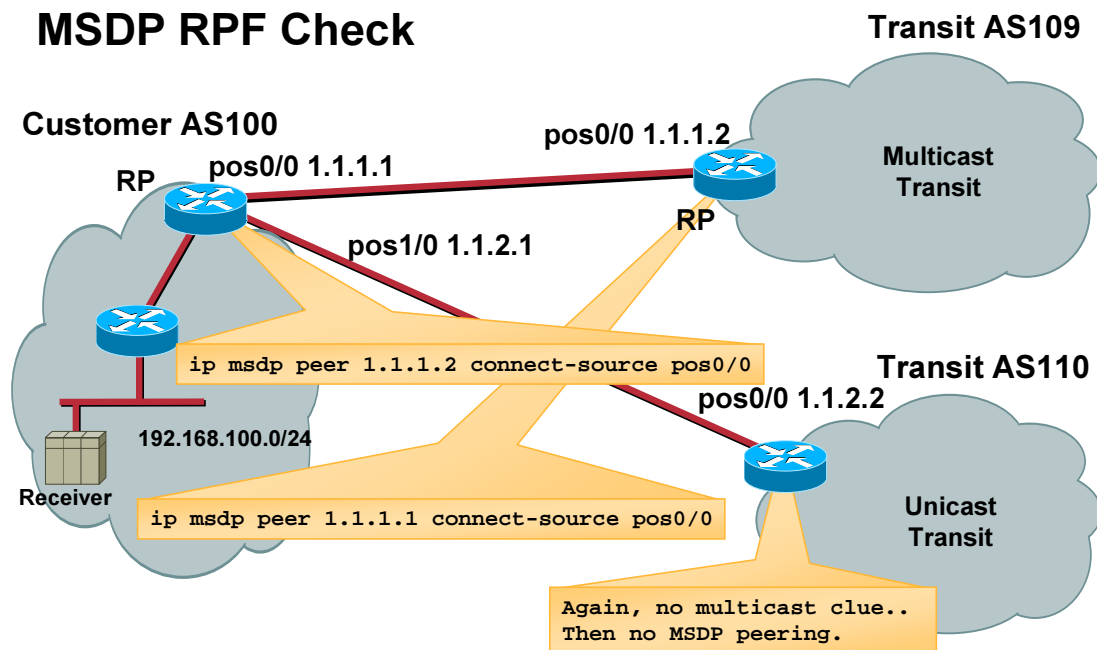 MSDP RPF Check
Transit AS109
Customer AS100
pos0/0 1.1.1.2
pos0/0 1.1.1.1
RP
Multicast
Transit
RP
pos1/0 1.1.2.1
ip msdp peer 1.1.1.2 connect-source pos0/0
Transit AS110
pos0/0 1.1.2.2
192.168.100.0/24
Receiver
ip msdp peer 1.1.1.1 connect-source pos0/0
Unicast
Transit
Again, no multicast clue..
Then no MSDP peering.